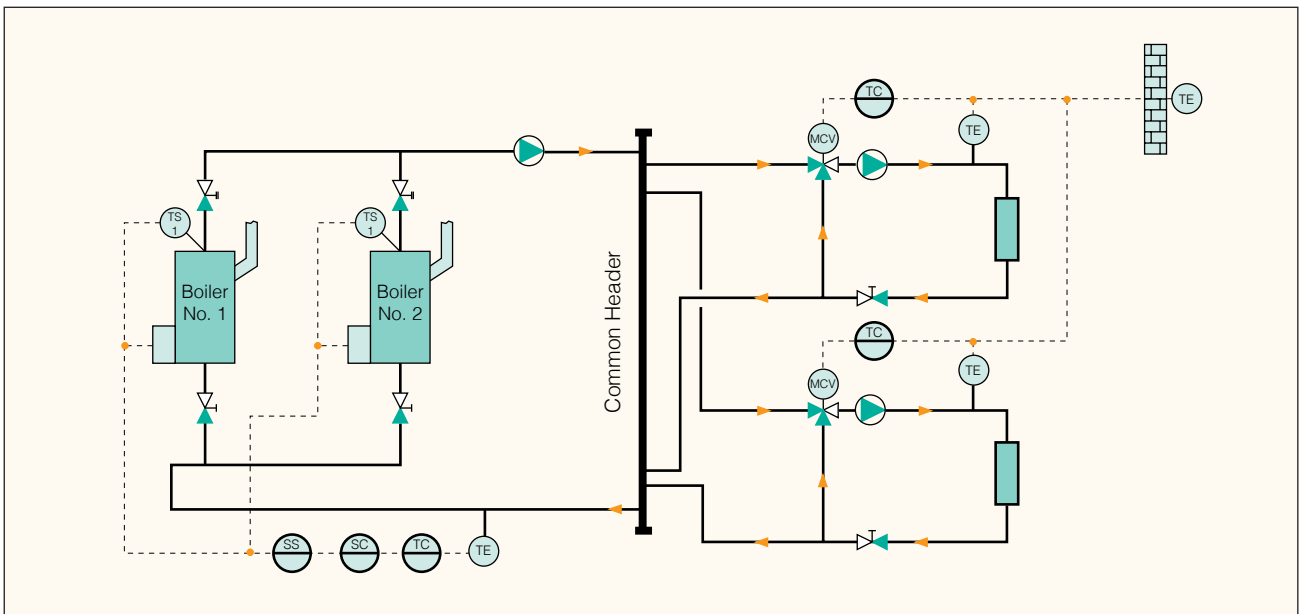 TC
TE
MCV
TE
TS
1
TS
1
Boiler
No. 1
Boiler
No. 2
Common Header
TC
TE
MCV
SS
SC
TC
TE